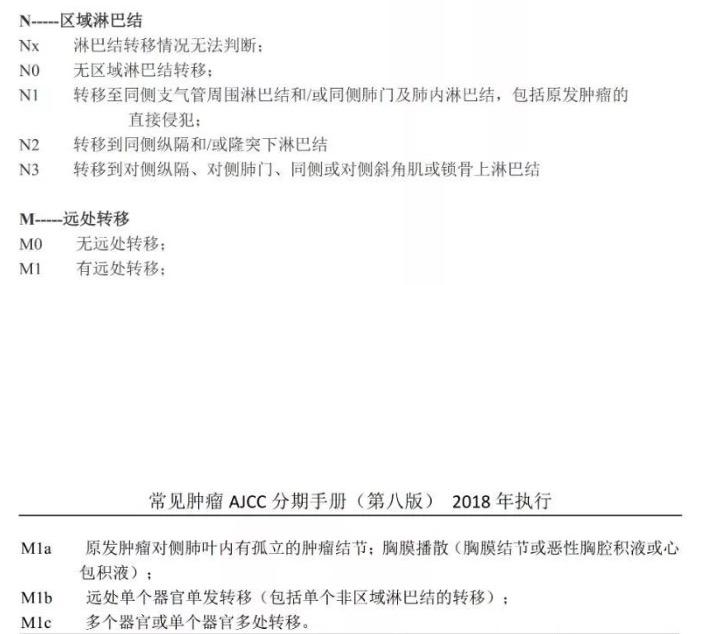 N-----区域淋巴结
Nx 淋巴结转移情况无法判断；
N0 无区域淋巴结转移；
N1 转移至同侧支气管周围淋巴结和/或同侧肺门及肺内淋巴结，包括原发肿瘤的
直接侵犯；
N2 转移到同侧纵隔和/或隆突下淋巴结
N3 转移到对侧纵隔、对侧肺门、同侧或对侧斜角肌或锁骨上淋巴结
M-----远处转移
M0 无远处转移；
M1 有远处转移；
常见肿瘤 AJCC 分期手册（第八版） 2018 年执行
M1a 原发肿瘤对侧肺叶内有孤立的肿瘤结节；胸膜播散（胸膜结节或恶性胸腔积液或心
包积液）；
M1b 远处单个器官单发转移（包括单个非区域淋巴结的转移）；
M1c 多个器官或单个器官多处转移。